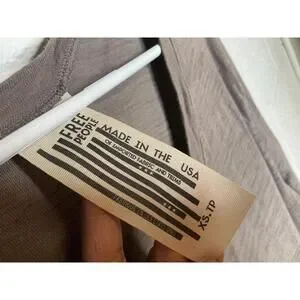 FREE
PEOPLE
MADE IN THE USA
OF IMPORTED FABRIC AND TRIMS
XS.TP